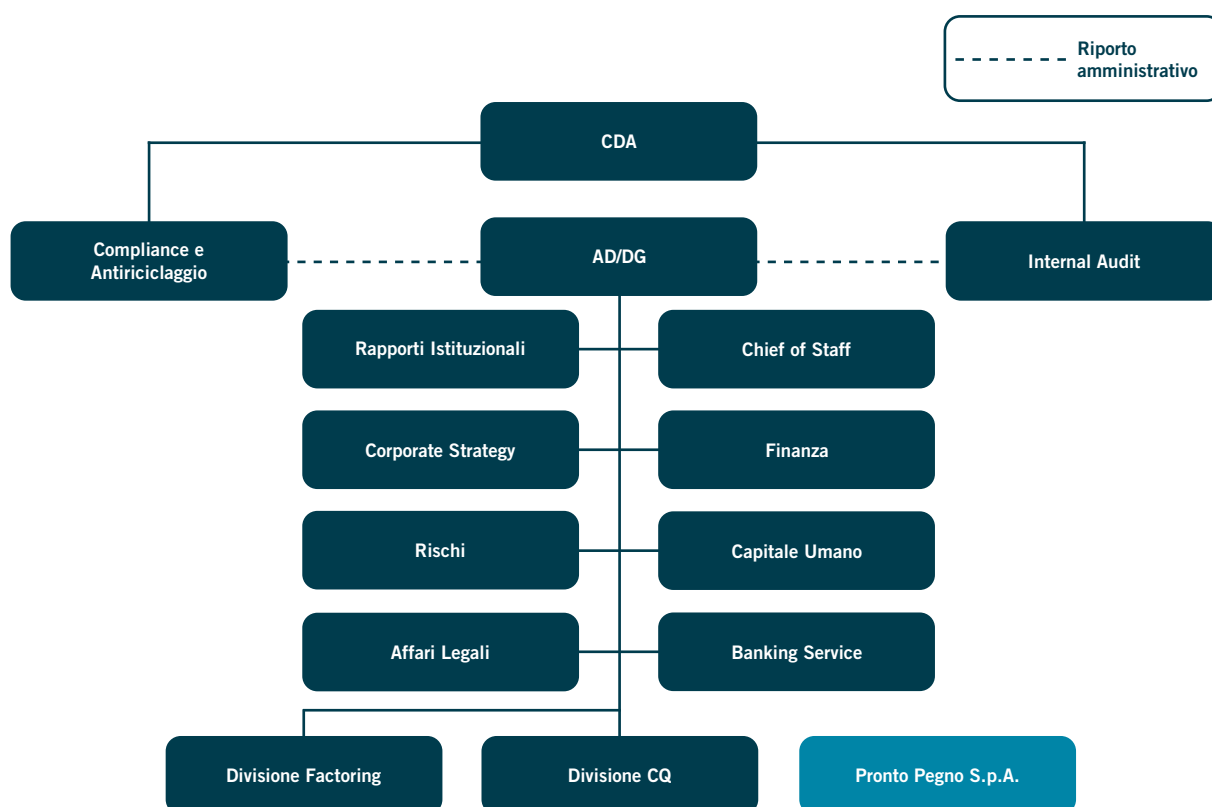 Riporto
amministrativo
CDA
Compliance e
Antiriciclaggio
AD/DG
Internal Audit
Rapporti Istituzionali
Chief of Staff
Corporate Strategy
Finanza
Rischi
Capitale Umano
Affari Legali
Banking Service
Divisione Factoring
Divisione CQ
Pronto Pegno S.p.A.